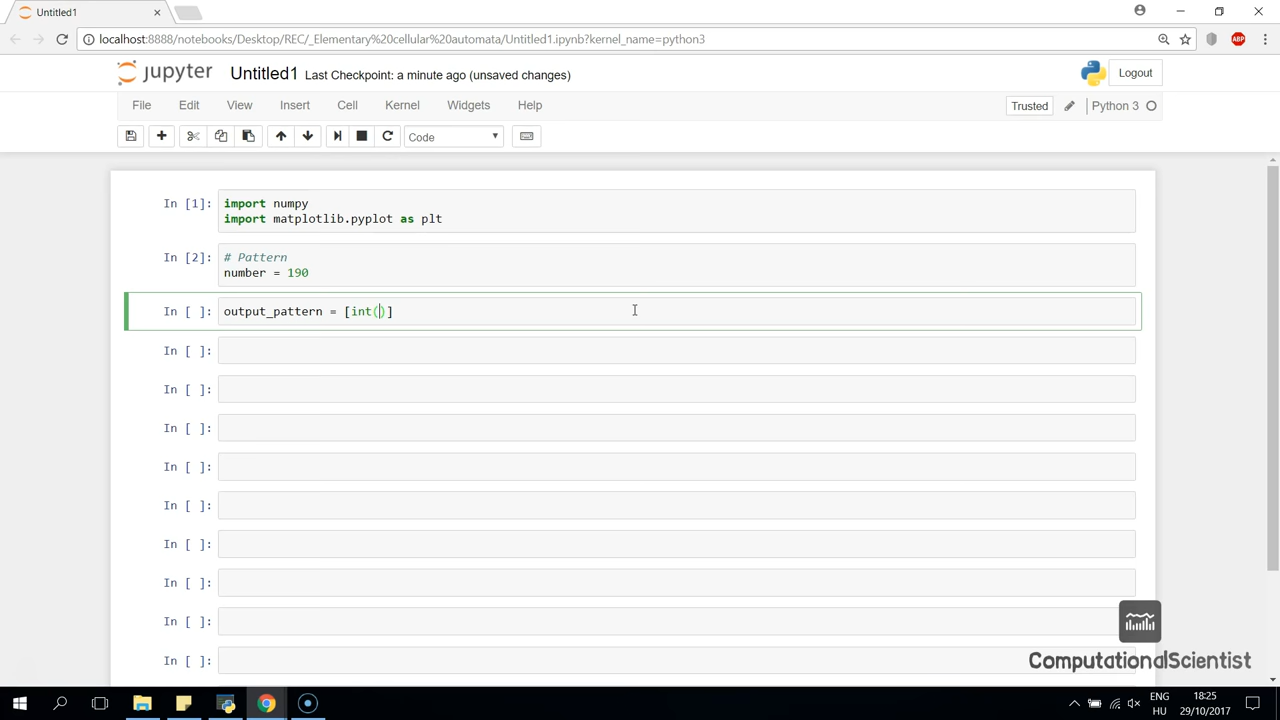 Untitled1
localhost:8888/notebooks/Desktop/REC/_Elementary%20cellular%20automata/Untitled1.ipynb?kernel_name=python3
ABP
jupyter Untitled1 Last Checkpoint: a minute ago (unsaved changes) Logout
File Edit View Insert Cell Kernel Widgets Help Trusted Python 3
Code
In [1]: import numpy
import matplotlib.pyplot as plt
In [2]: # Pattern
number = 190
In [ ]: output_pattern = [int()]
In [ ]:
In [ ]:
In [ ]:
In [ ]:
In [ ]:
In [ ]:
In [ ]:
In [ ]:
In [ ]:
ComputationalScientist
ENG 18:25
HU 29/10/2017